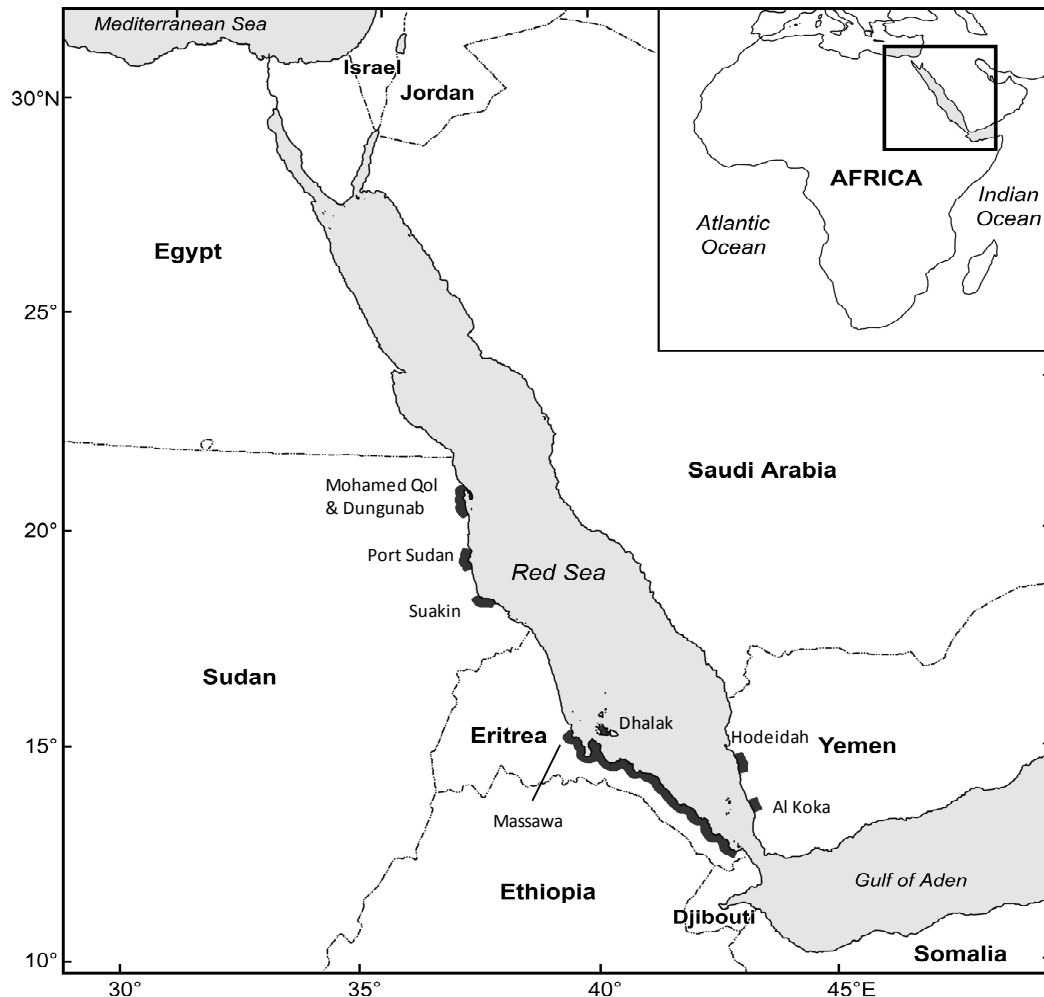 Mediterranean Sea
Israel
Jordan
30°N
AFRICA
Atlantic
Ocean
Indian
Ocean
Egypt
25°
Saudi Arabia
Mohamed Qol
& Dungunab
20°
Port Sudan
Red Sea
Suakin
Sudan
Dhalak
Eritrea
Hodeidah
Yemen
15°
Massawa
Al Koka
Ethiopia
Gulf of Aden
Djibouti
Somalia
10°
30°
35°
40°
45°E